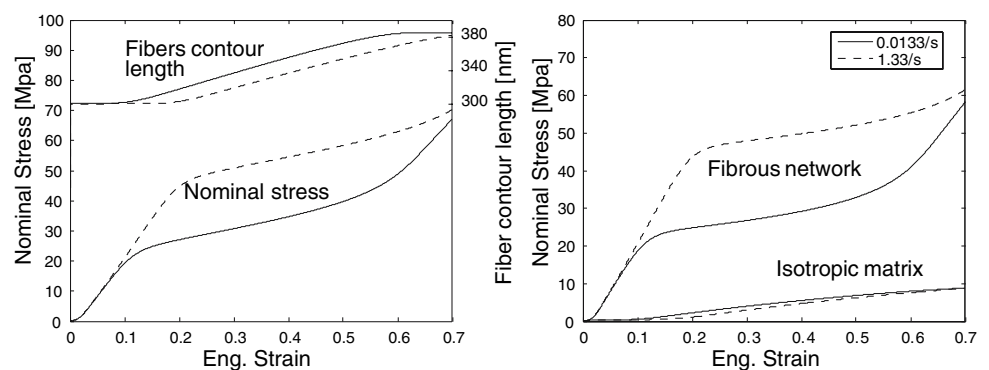 100
90
80
70
60
50
40
30
20
10
0
Nominal Stress [Mpa]
Fibers contour
length
Nominal stress
380
340
300
Fiber contour length [nm]
0 0.1 0.2 0.3 0.4 0.5 0.6 0.7
Eng. Strain
80
70
60
50
40
30
20
10
0
Nominal Stress [Mpa]
0.0133/s
1.33/s
Fibrous network
Isotropic matrix
0 0.1 0.2 0.3 0.4 0.5 0.6 0.7
Eng. Strain